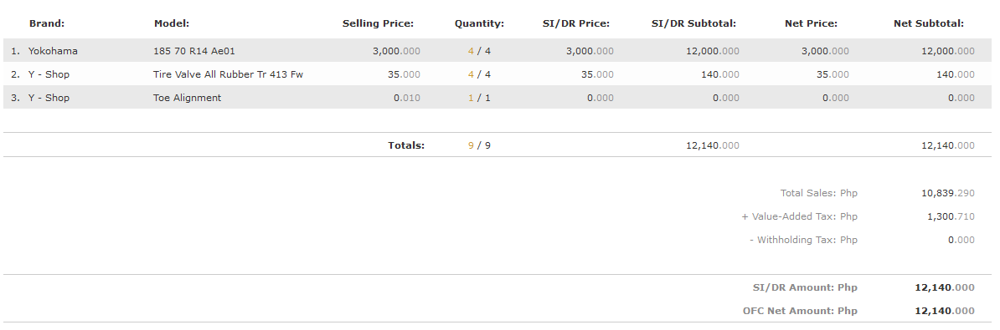 Brand: Model: Selling Price: Quantity: SI/DR Price: SI/DR Subtotal: Net Price: Net Subtotal:
1. Yokohama 185 70 R14 Ae01 3,000.000 4 / 4 3,000.000 12,000.000 3,000.000 12,000.000
2. Y - Shop Tire Valve All Rubber Tr 413 Fw 35.000 4 / 4 35.000 140.000 35.000 140.000
3. Y - Shop Toe Alignment 0.010 1 / 1 0.000 0.000 0.000 0.000
Totals: 9 / 9 12,140.000 12,140.000
Total Sales: Php 10,839.290
+ Value-Added Tax: Php 1,300.710
- Withholding Tax: Php 0.000
SI/DR Amount: Php 12,140.000
OFC Net Amount: Php 12,140.000